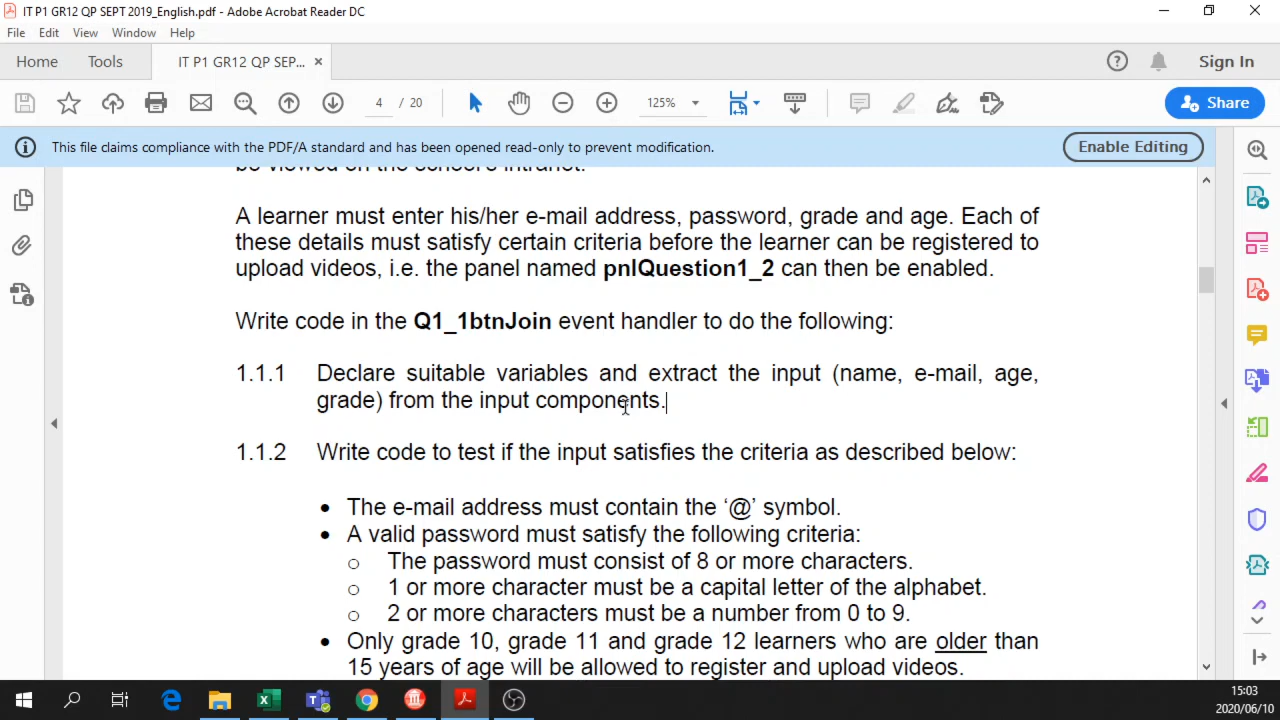 IT P1 GR12 QP SEPT 2019_English.pdf - Adobe Acrobat Reader DC
File Edit View Window Help
Home Tools IT P1 GR12 QP SEP... × Sign In
4 / 20 125% Share
This file claims compliance with the PDF/A standard and has been opened read-only to prevent modification. Enable Editing
be viewed on the school's intranet.
A learner must enter his/her e-mail address, password, grade and age. Each of
these details must satisfy certain criteria before the learner can be registered to
upload videos, i.e. the panel named pnlQuestion1_2 can then be enabled.
Write code in the Q1_1btnJoin event handler to do the following:
1.1.1 Declare suitable variables and extract the input (name, e-mail, age,
grade) from the input components.
1.1.2 Write code to test if the input satisfies the criteria as described below:
• The e-mail address must contain the ‘@’ symbol.
• A valid password must satisfy the following criteria:
o The password must consist of 8 or more characters.
o 1 or more character must be a capital letter of the alphabet.
o 2 or more characters must be a number from 0 to 9.
• Only grade 10, grade 11 and grade 12 learners who are older than
15 years of age will be allowed to register and upload videos.
15:03
2020/06/10